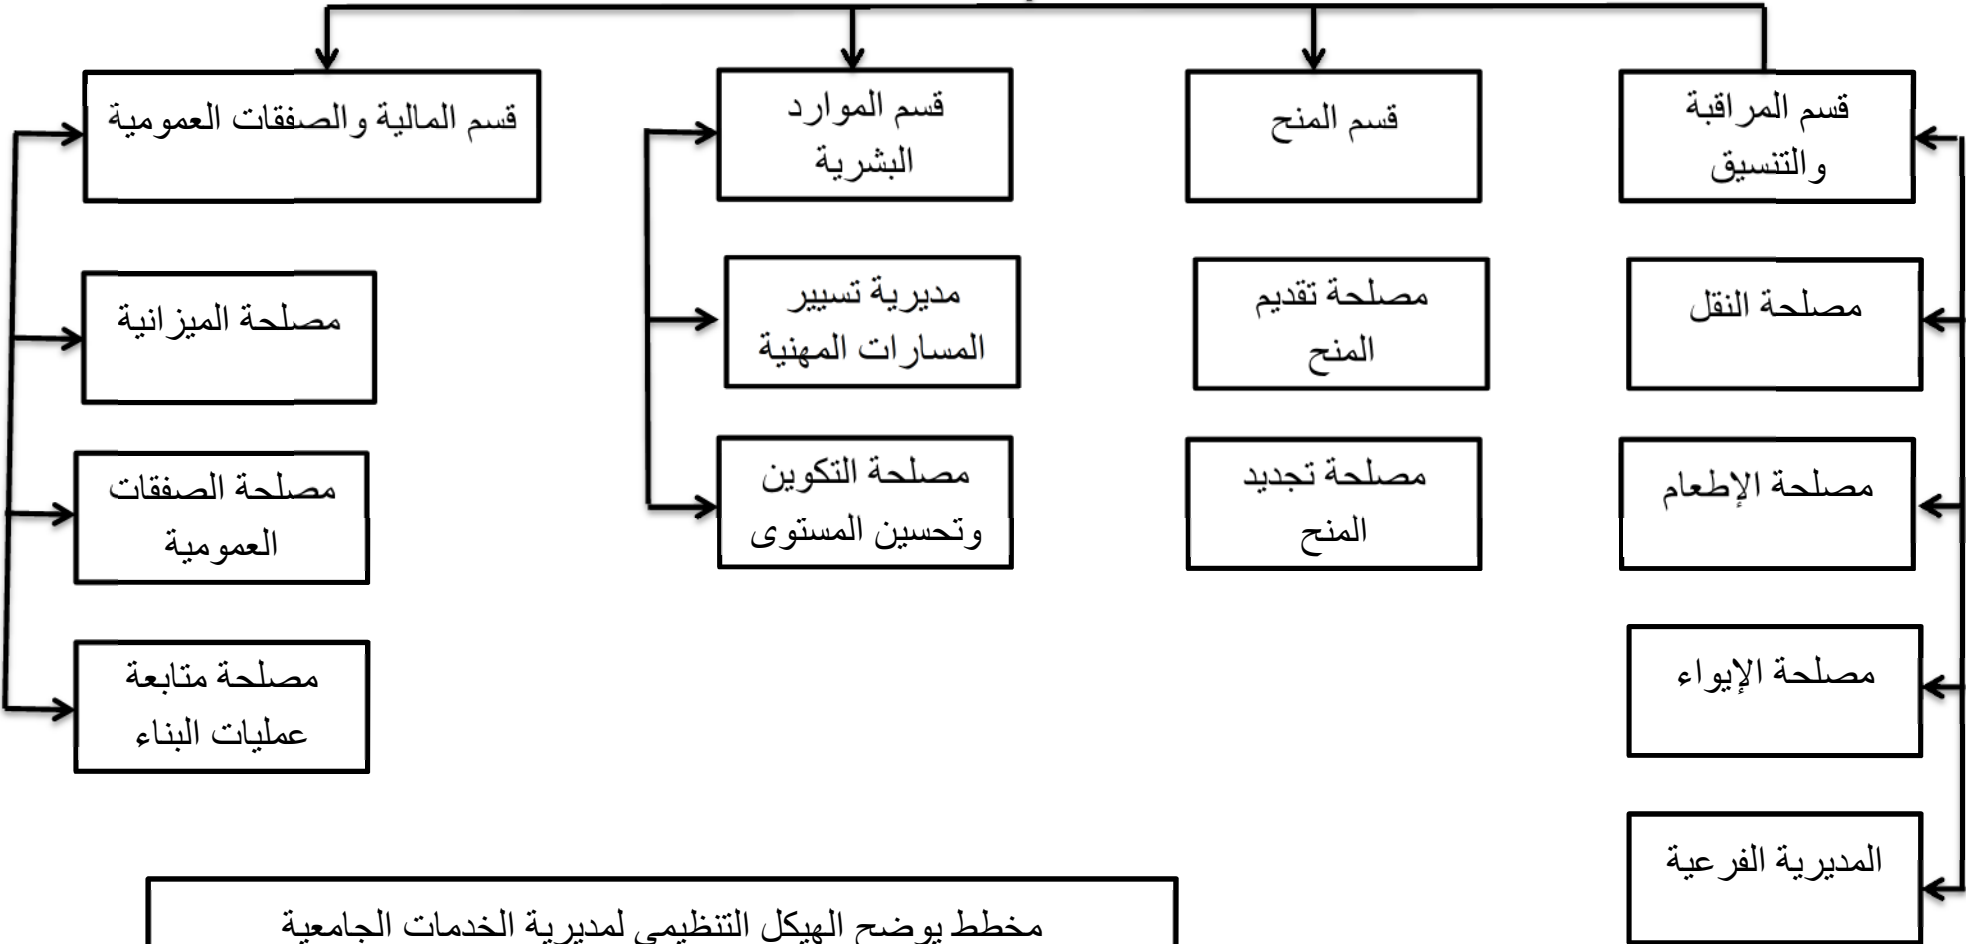 قسم المراقبة
والتنسيق
قسم المنح
قسم الموارد
البشرية
قسم المالية والصفقات العمومية
مصلحة النقل
مصلحة تقديم
المنح
مديرية تسيير
المسارات المهنية
مصلحة الميزانية
مصلحة الإطعام
مصلحة تجديد
المنح
مصلحة التكوين
وتحسين المستوى
مصلحة الصفقات
العمومية
مصلحة الإيواء
مصلحة متابعة
عمليات البناء
المديرية الفرعية
مخطط يوضح الهيكل التنظيمي لمديرية الخدمات الجامعية